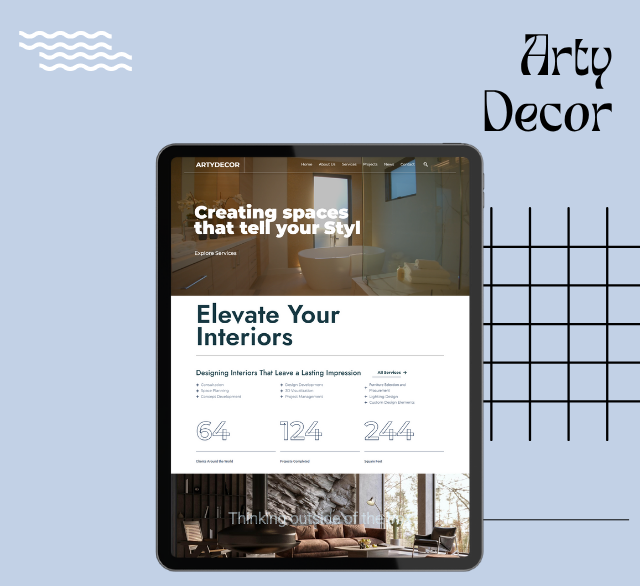 Arty
Decor
ARTYDECOR
Home About Us Services Projects News Contact
Creating spaces
that tell your Styl
Explore Services
Elevate Your
Interiors
Designing Interiors That Leave a Lasting Impression
All Services
Consultation
Space Planning
Concept Development
Design Development
3D Visualization
Project Management
Furniture Selection and
Procurement
Lighting Design
Custom Design Elements
64
124
244
Clients Around the World
Projects Completed
Square Feet
Thinking outside of the